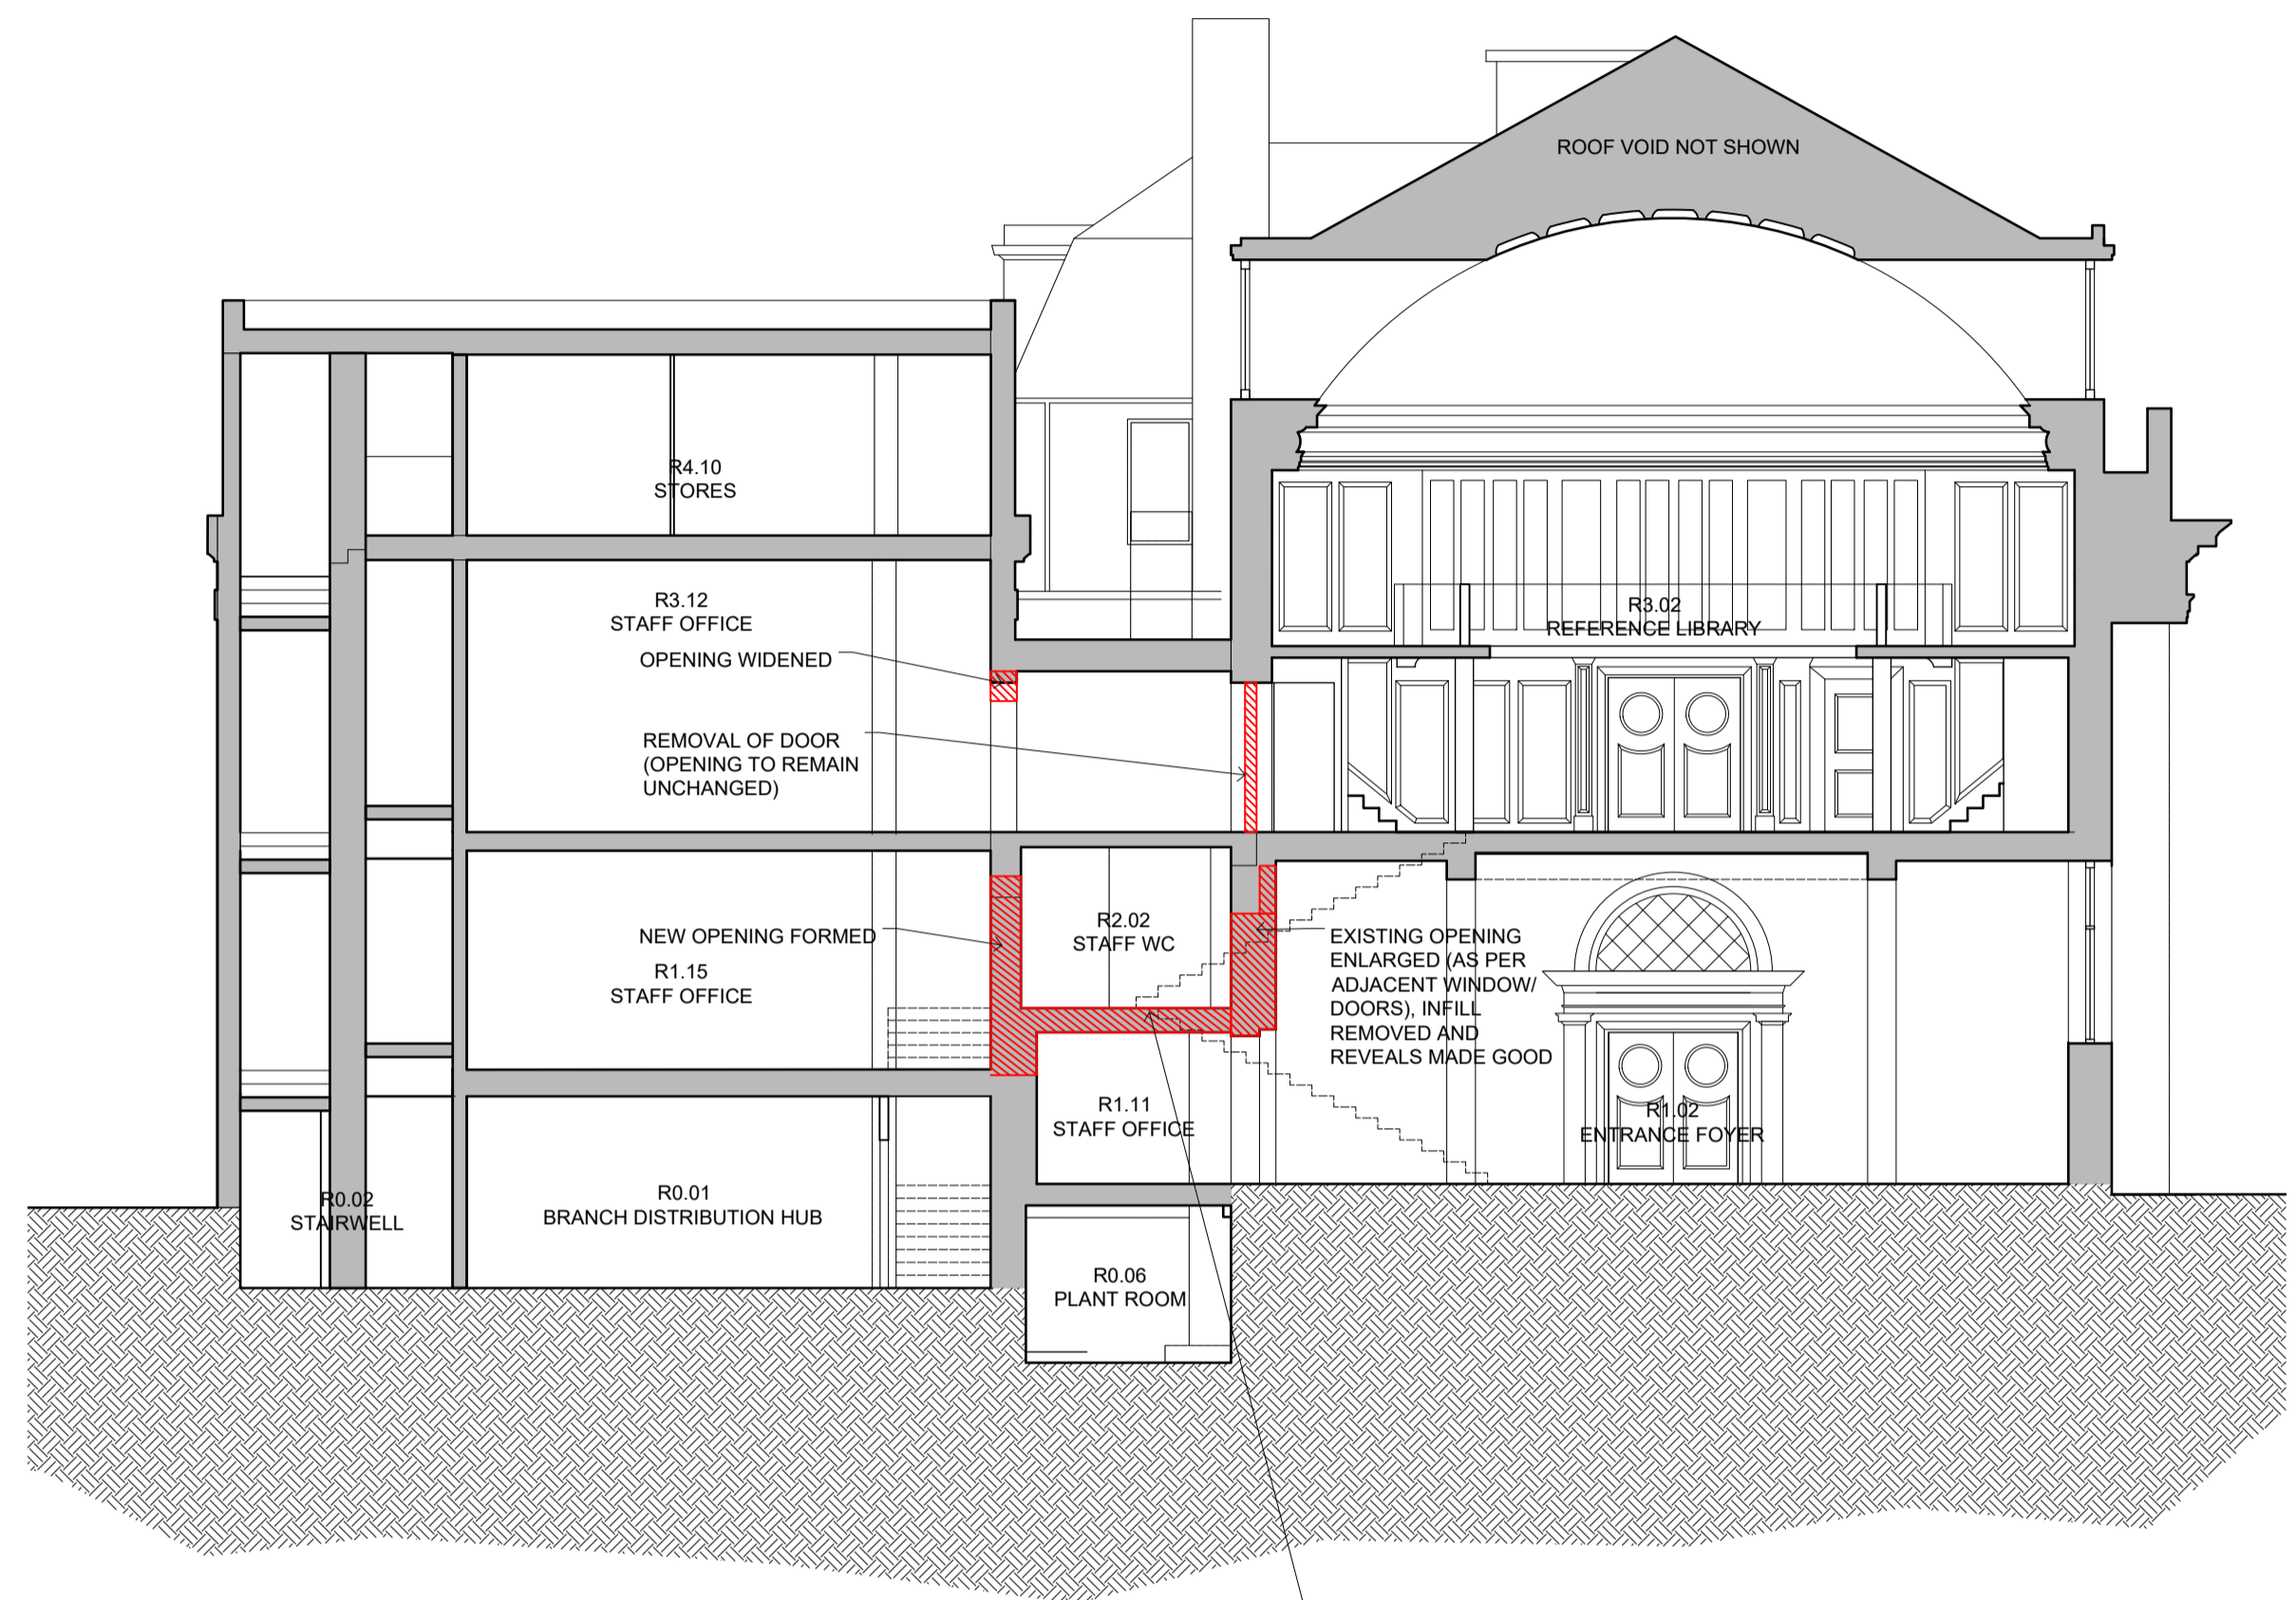 ROOF VOID NOT SHOWN
R4.10
STORES
R3.12
STAFF OFFICE
OPENING WIDENED
R3.02
REFERENCE LIBRARY
REMOVAL OF DOOR
(OPENING TO REMAIN
UNCHANGED)
NEW OPENING FORMED
R1.15
STAFF OFFICE
R2.02
STAFF WC
EXISTING OPENING
ENLARGED (AS PER
ADJACENT WINDOW/
DOORS), INFILL
REMOVED AND
REVEALS MADE GOOD
R1.11
STAFF OFFICE
R1.02
ENTRANCE FOYER
R0.02
STAIRWELL
R0.01
BRANCH DISTRIBUTION HUB
R0.06
PLANT ROOM